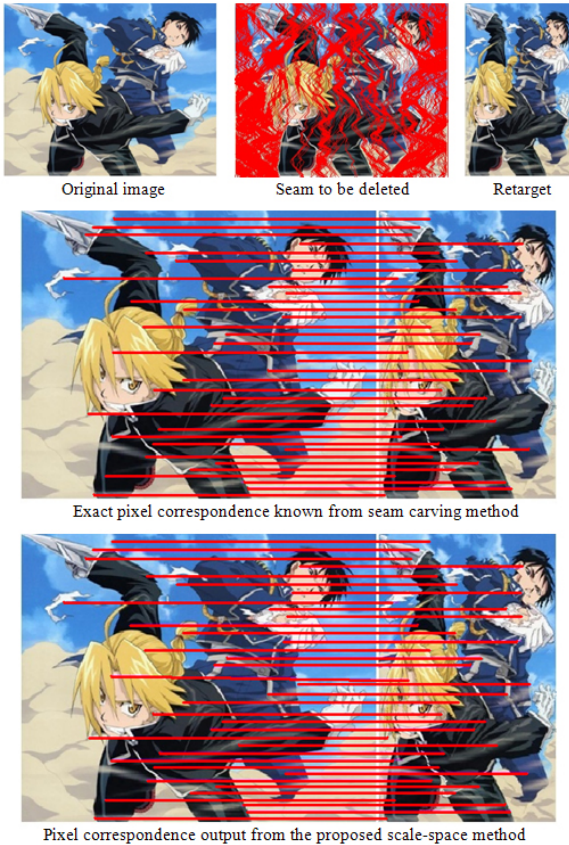 Original image
Seam to be deleted
Retarget
Exact pixel correspondence known from seam carving method
Pixel correspondence output from the proposed scale-space method